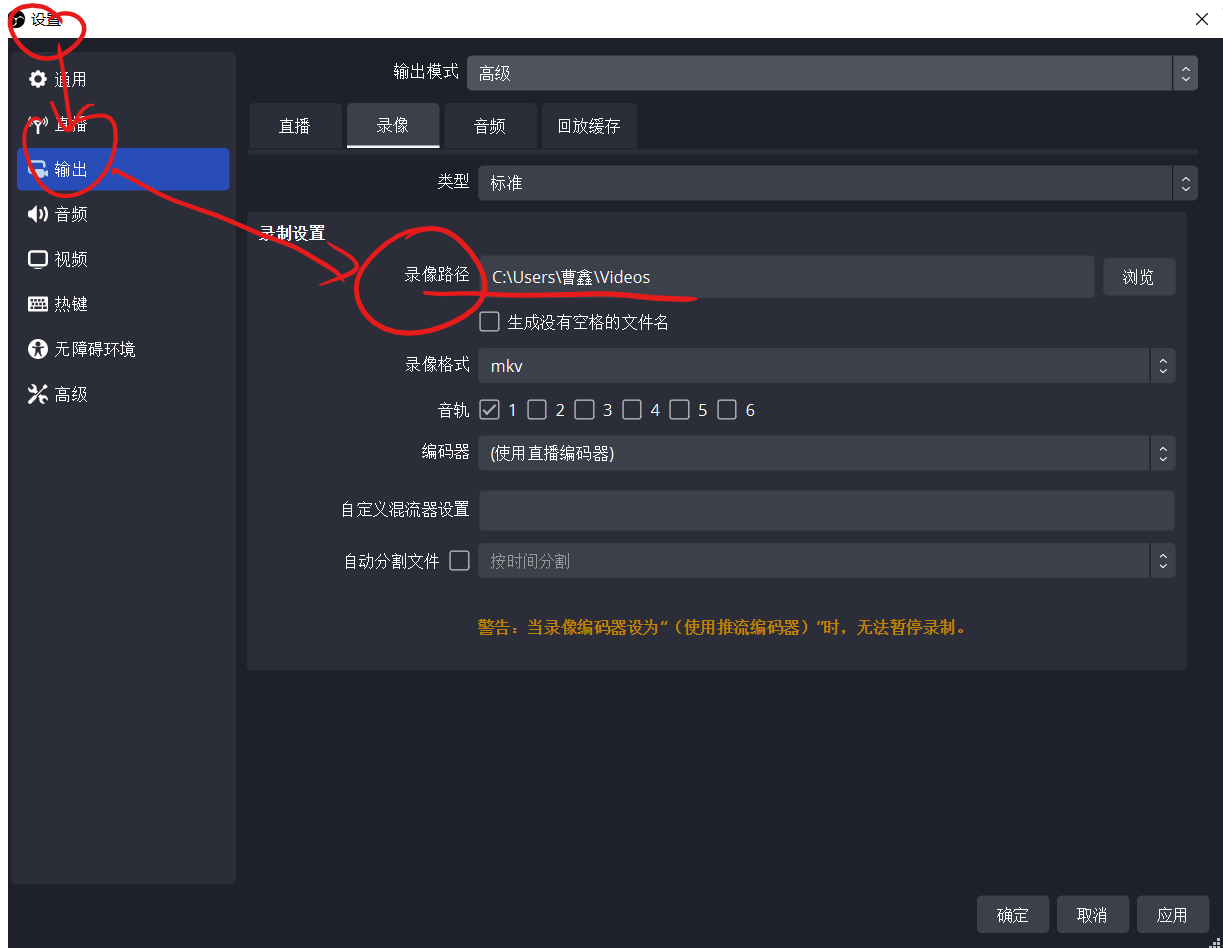 设置
通用
直播
输出
音频
视频
热键
无障碍环境
高级
输出模式 高级
直播 录像 音频 回放缓存
类型 标准
录制设置
录像路径 C:\Users\曹鑫\Videos 浏览
生成没有空格的文件名
录像格式 mkv
音轨 1 2 3 4 5 6
编码器 (使用直播编码器)
自定义混流器设置
自动分割文件 按时间分割
警告：当录像编码器设为“（使用推流编码器）”时，无法暂停录制。
确定 取消 应用